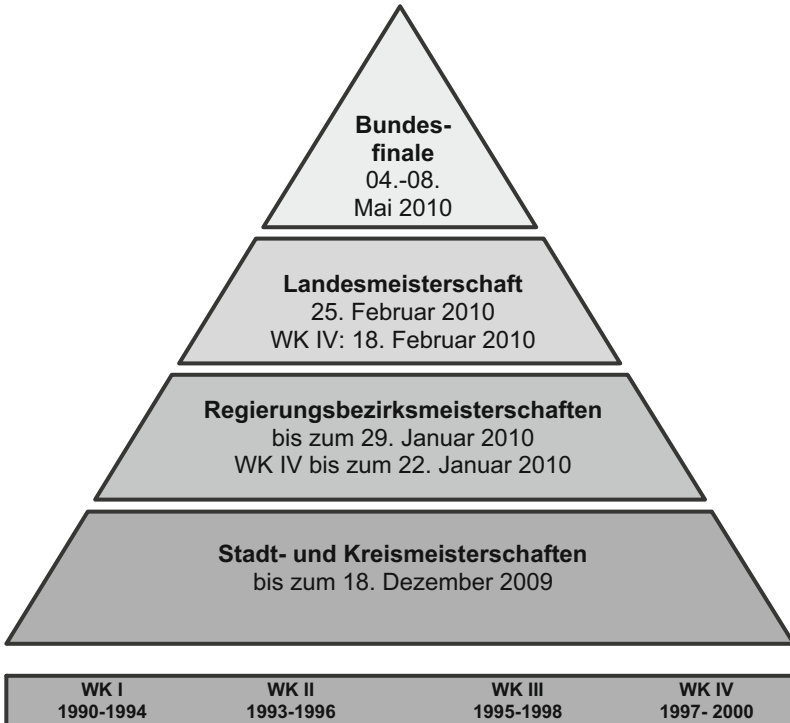 Bundes-
finale
04.-08.
Mai 2010
Landesmeisterschaft
25. Februar 2010
WK IV: 18. Februar 2010
Regierungsbezirksmeisterschaften
bis zum 29. Januar 2010
WK IV bis zum 22. Januar 2010
Stadt- und Kreismeisterschaften
bis zum 18. Dezember 2009
WK I WK II WK III WK IV
1990-1994 1993-1996 1995-1998 1997- 2000